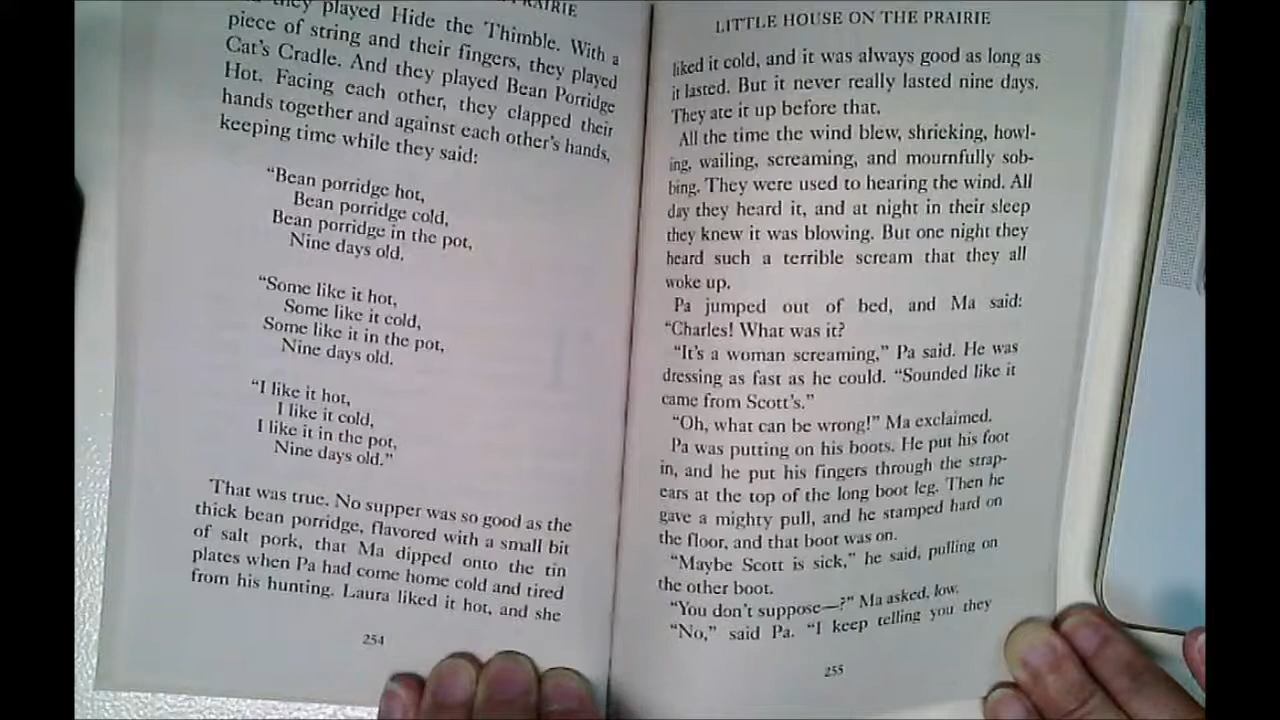 they played Hide the Thimble. With a
piece of string and their fingers, they played
Cat's Cradle. And they played Bean Porridge
Hot. Facing each other, they clapped their
hands together and against each other's hands,
keeping time while they said:
"Bean porridge hot,
Bean porridge cold,
Bean porridge in the pot,
Nine days old.
"Some like it hot,
Some like it cold,
Some like it in the pot,
Nine days old.
"I like it hot,
I like it cold,
I like it in the pot,
Nine days old."
That was true. No supper was so good as the
thick bean porridge, flavored with a small bit
of salt pork, that Ma dipped onto the tin
plates when Pa had come home cold and tired
from his hunting. Laura liked it hot, and she
254
LITTLE HOUSE ON THE PRAIRIE
liked it cold, and it was always good as long as
it lasted. But it never really lasted nine days.
They ate it up before that.
All the time the wind blew, shrieking, howl-
ing, wailing, screaming, and mournfully sob-
bing. They were used to hearing the wind. All
day they heard it, and at night in their sleep
they knew it was blowing. But one night they
heard such a terrible scream that they all
woke up.
Pa jumped out of bed, and Ma said:
"Charles! What was it?
"It's a woman screaming," Pa said. He was
dressing as fast as he could. "Sounded like it
came from Scott's."
"Oh, what can be wrong!" Ma exclaimed.
Pa was putting on his boots. He put his foot
in, and he put his fingers through the strap-
ears at the top of the long boot leg. Then he
gave a mighty pull, and he stamped hard on
the floor, and that boot was on.
"Maybe Scott is sick," he said, pulling on
the other boot.
"You don't suppose—?" Ma asked, low.
"No," said Pa. "I keep telling you they
255